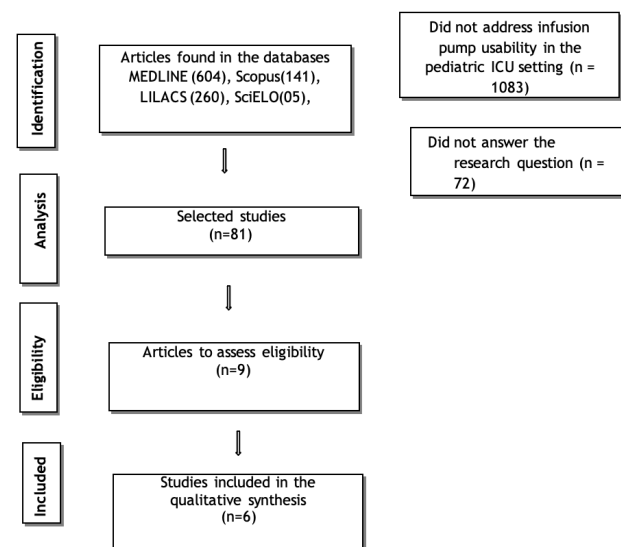 Identification
Articles found in the databases
MEDLINE (604), Scopus(141),
LILACS (260), SciELO(05),
Did not address infusion
pump usability in the
pediatric ICU setting (n =
1083)
Did not answer the
research question (n =
72)
Analysis
Selected studies
(n=81)
Eligibility
Articles to assess eligibility
(n=9)
Included
Studies included in the
qualitative synthesis
(n=6)